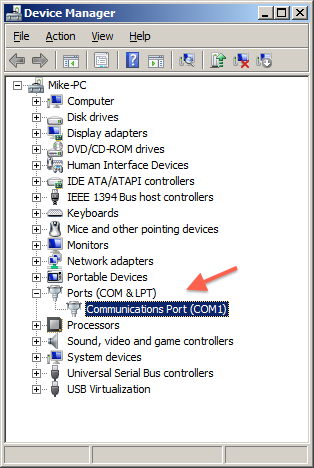 Device Manager
File Action View Help
Mike-PC
Computer
Disk drives
Display adapters
DVD/CD-ROM drives
Human Interface Devices
IDE ATA/ATAPI controllers
IEEE 1394 Bus host controllers
Keyboards
Mice and other pointing devices
Monitors
Network adapters
Portable Devices
Ports (COM & LPT)
Communications Port (COM1)
Processors
Sound, video and game controllers
System devices
Universal Serial Bus controllers
USB Virtualization